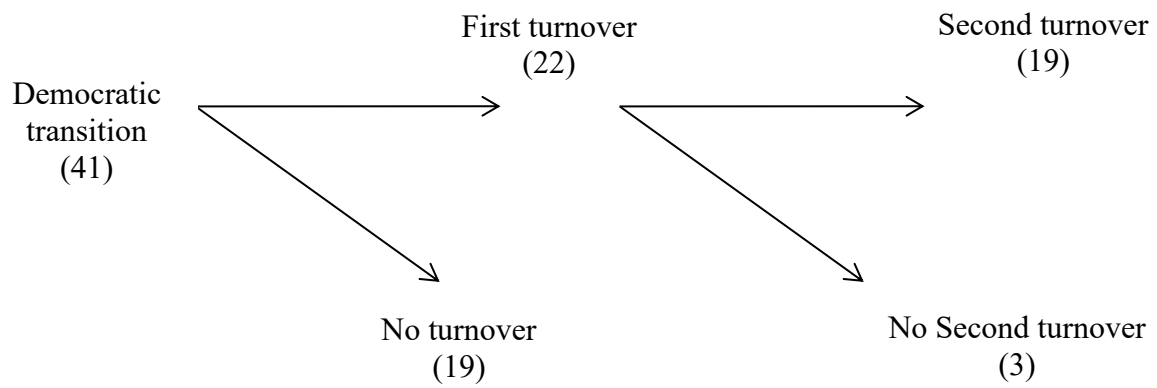 First turnover
(22)
Second turnover
(19)
Democratic
transition
(41)
No turnover
(19)
No Second turnover
(3)